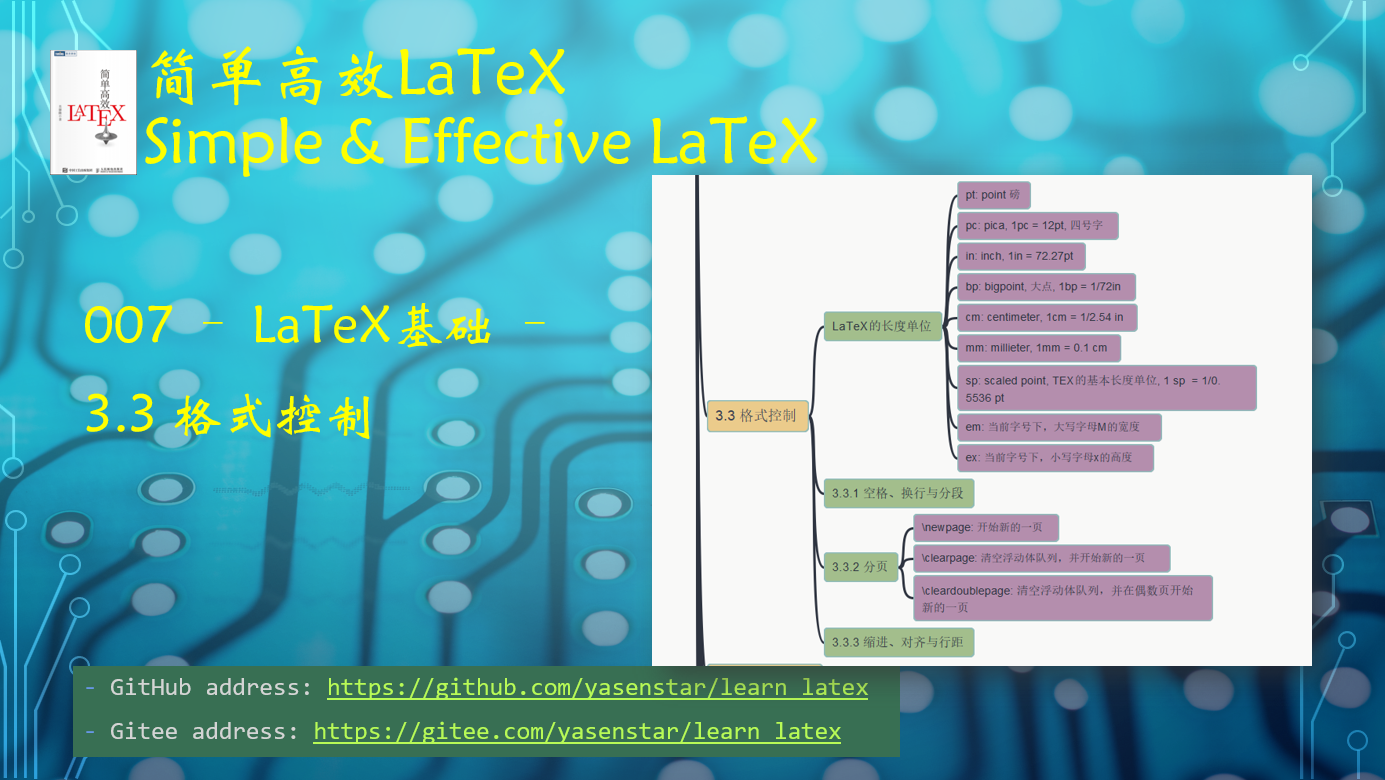 简单高效LaTeX
Simple & Effective LaTeX
简
单
高
效
LATEX
007 - LaTeX基础 -
3.3 格式控制
3.3 格式控制
LaTeX的长度单位
pt: point 磅
pc: pica, 1pc = 12pt, 四号字
in: inch, 1in = 72.27pt
bp: bigpoint, 大点, 1bp = 1/72in
cm: centimeter, 1cm = 1/2.54 in
mm: millieter, 1mm = 0.1 cm
sp: scaled point, TEX的基本长度单位, 1 sp = 1/0.
5536 pt
em: 当前字号下，大写字母M的宽度
ex: 当前字号下，小写字母x的高度
3.3.1 空格、换行与分段
3.3.2 分页
\newpage: 开始新的一页
\clearpage: 清空浮动体队列，并开始新的一页
\cleardoublepage: 清空浮动体队列，并在偶数页开始
新的一页
3.3.3 缩进、对齐与行距
- GitHub address: https://github.com/yasenstar/learn_latex
- Gitee address: https://gitee.com/yasenstar/learn_latex